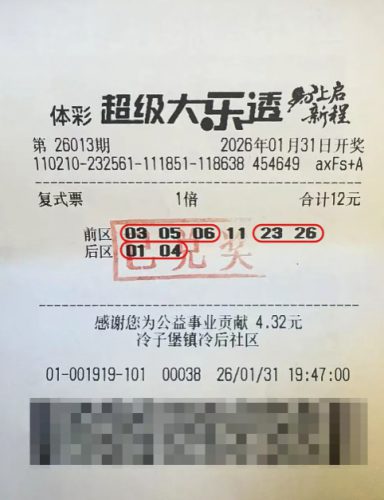 体彩 超级大乐透 为上启新程
第 26013期 2026年01月31日开奖
110210-232561-111851-118638 454649 axFs+A
复式票 1倍 合计12元
前区 03 05 06 11 23 26
后区 01 04
已兑奖
感谢您为公益事业贡献 4.32元
冷子堡镇冷后社区
01-001919-101 00038 26/01/31 19:47:00